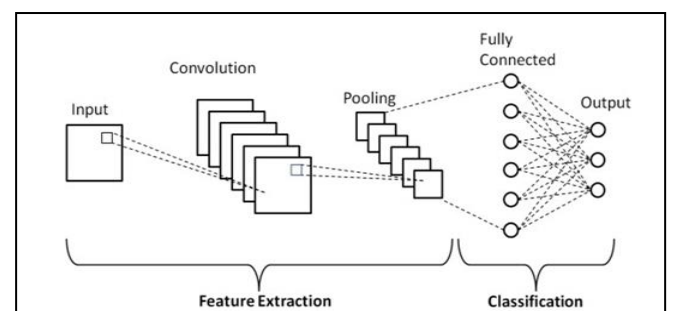 Fully
Connected
Convolution
Pooling
Input
Output
Feature Extraction
Classification